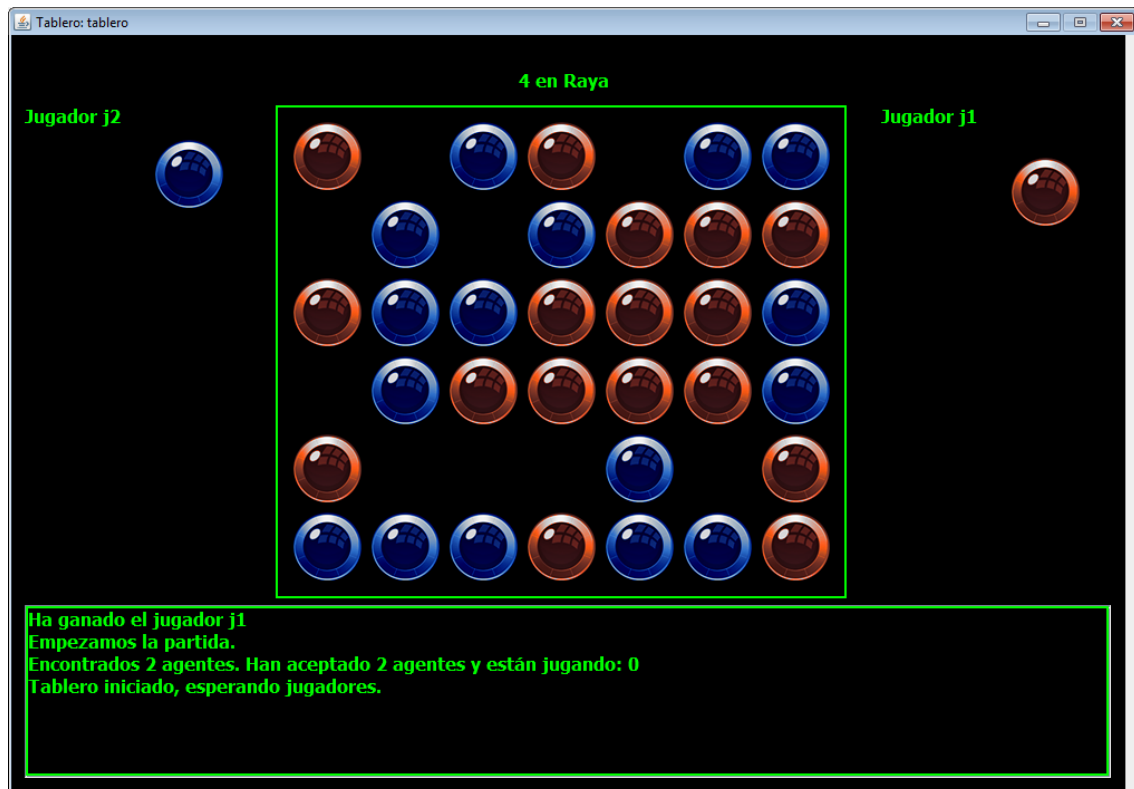 Tablero: tablero
4 en Raya
Jugador j2
Jugador j1
Ha ganado el jugador j1
Empezamos la partida.
Encontrados 2 agentes. Han aceptado 2 agentes y están jugando: 0
Tablero iniciado, esperando jugadores.